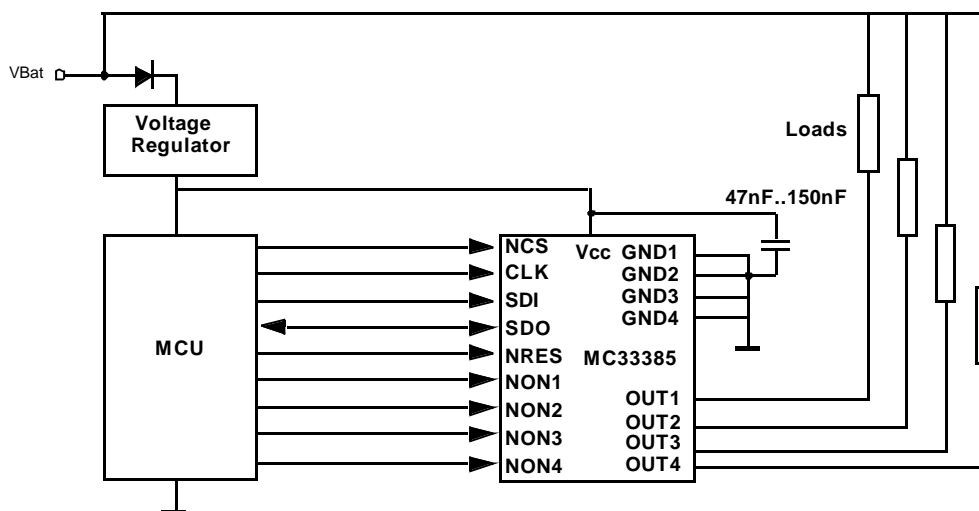 VBat
Voltage
Regulator
Loads
47nF..150nF
MCU
NCS
CLK
SDI
SDO
NRES
NON1
NON2
NON3
NON4
Vcc
GND1
GND2
GND3
GND4
MC33385
OUT1
OUT2
OUT3
OUT4